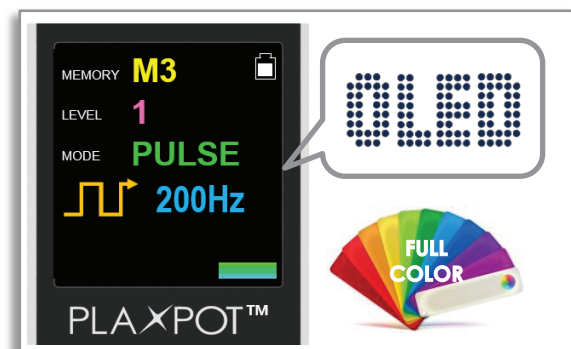 MEMORY M3
LEVEL 1
MODE PULSE
200Hz
PLAXPOT™
OLED
FULL
COLOR